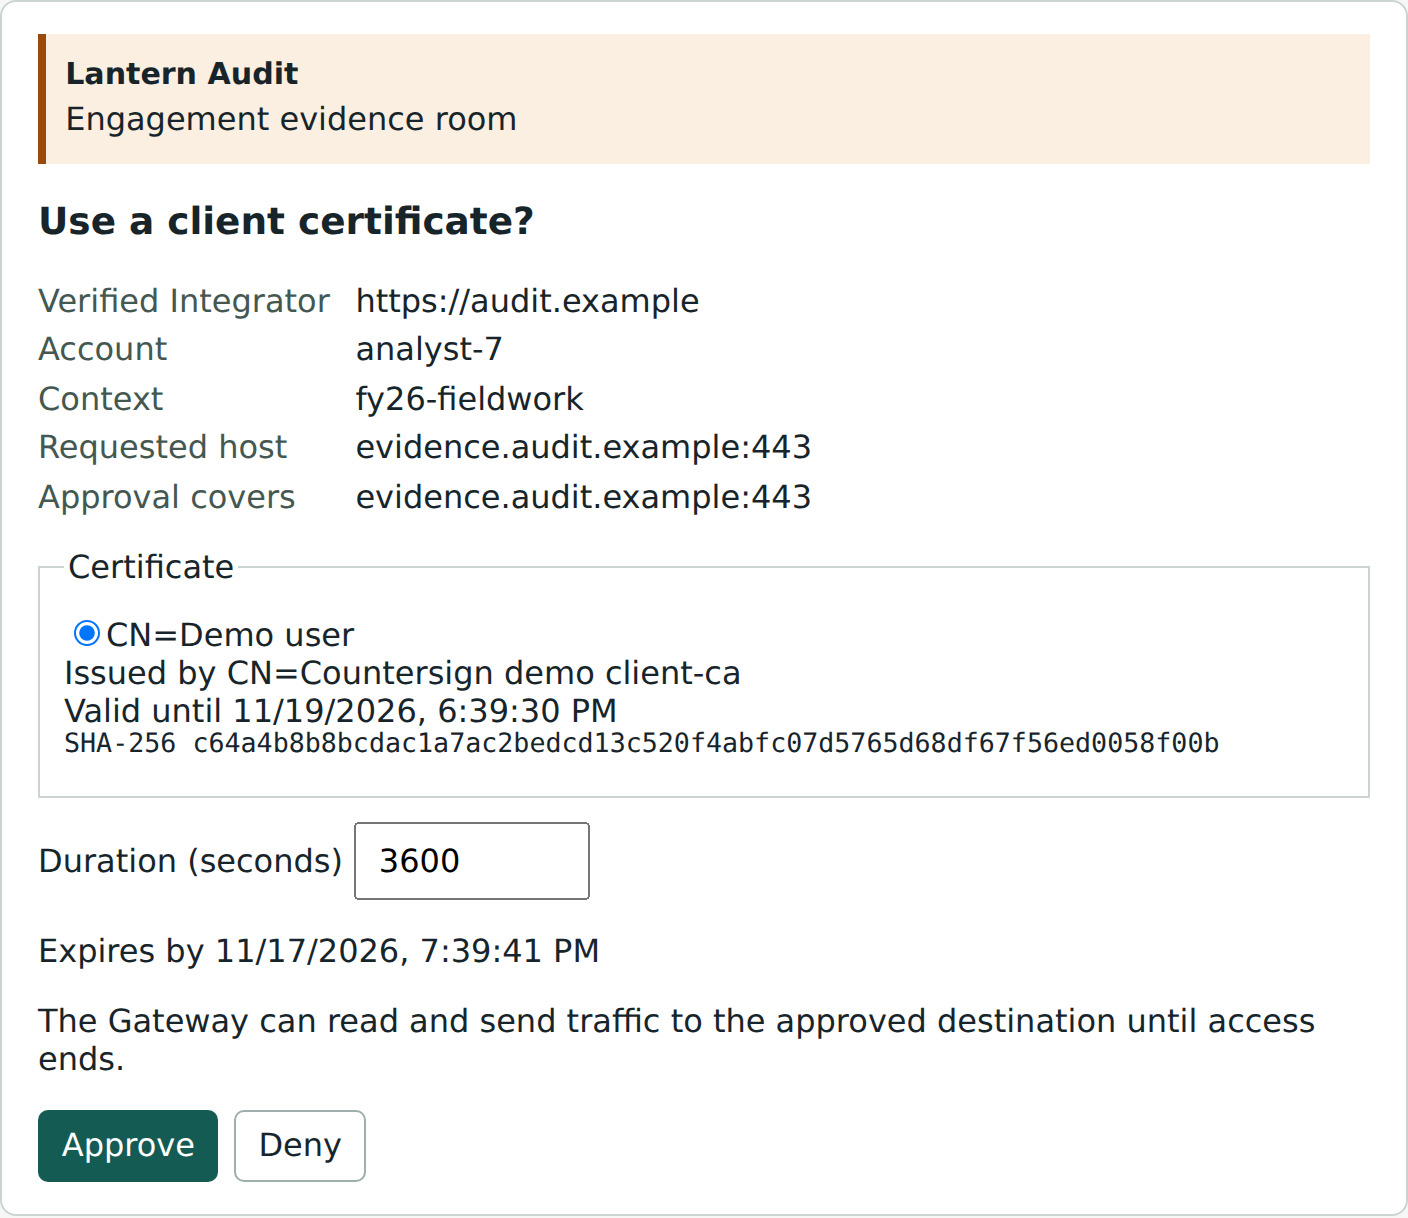 Lantern Audit
Engagement evidence room
Use a client certificate?
Verified Integrator https://audit.example
Account analyst-7
Context fy26-fieldwork
Requested host evidence.audit.example:443
Approval covers evidence.audit.example:443
Certificate
CN=Demo user
Issued by CN=Countersign demo client-ca
Valid until 11/19/2026, 6:39:30 PM
SHA-256 c64a4b8b8bcdac1a7ac2bedcd13c520f4abfc07d5765d68df67f56ed0058f00b
Duration (seconds) 3600
Expires by 11/17/2026, 7:39:41 PM
The Gateway can read and send traffic to the approved destination until access
ends.
Approve Deny